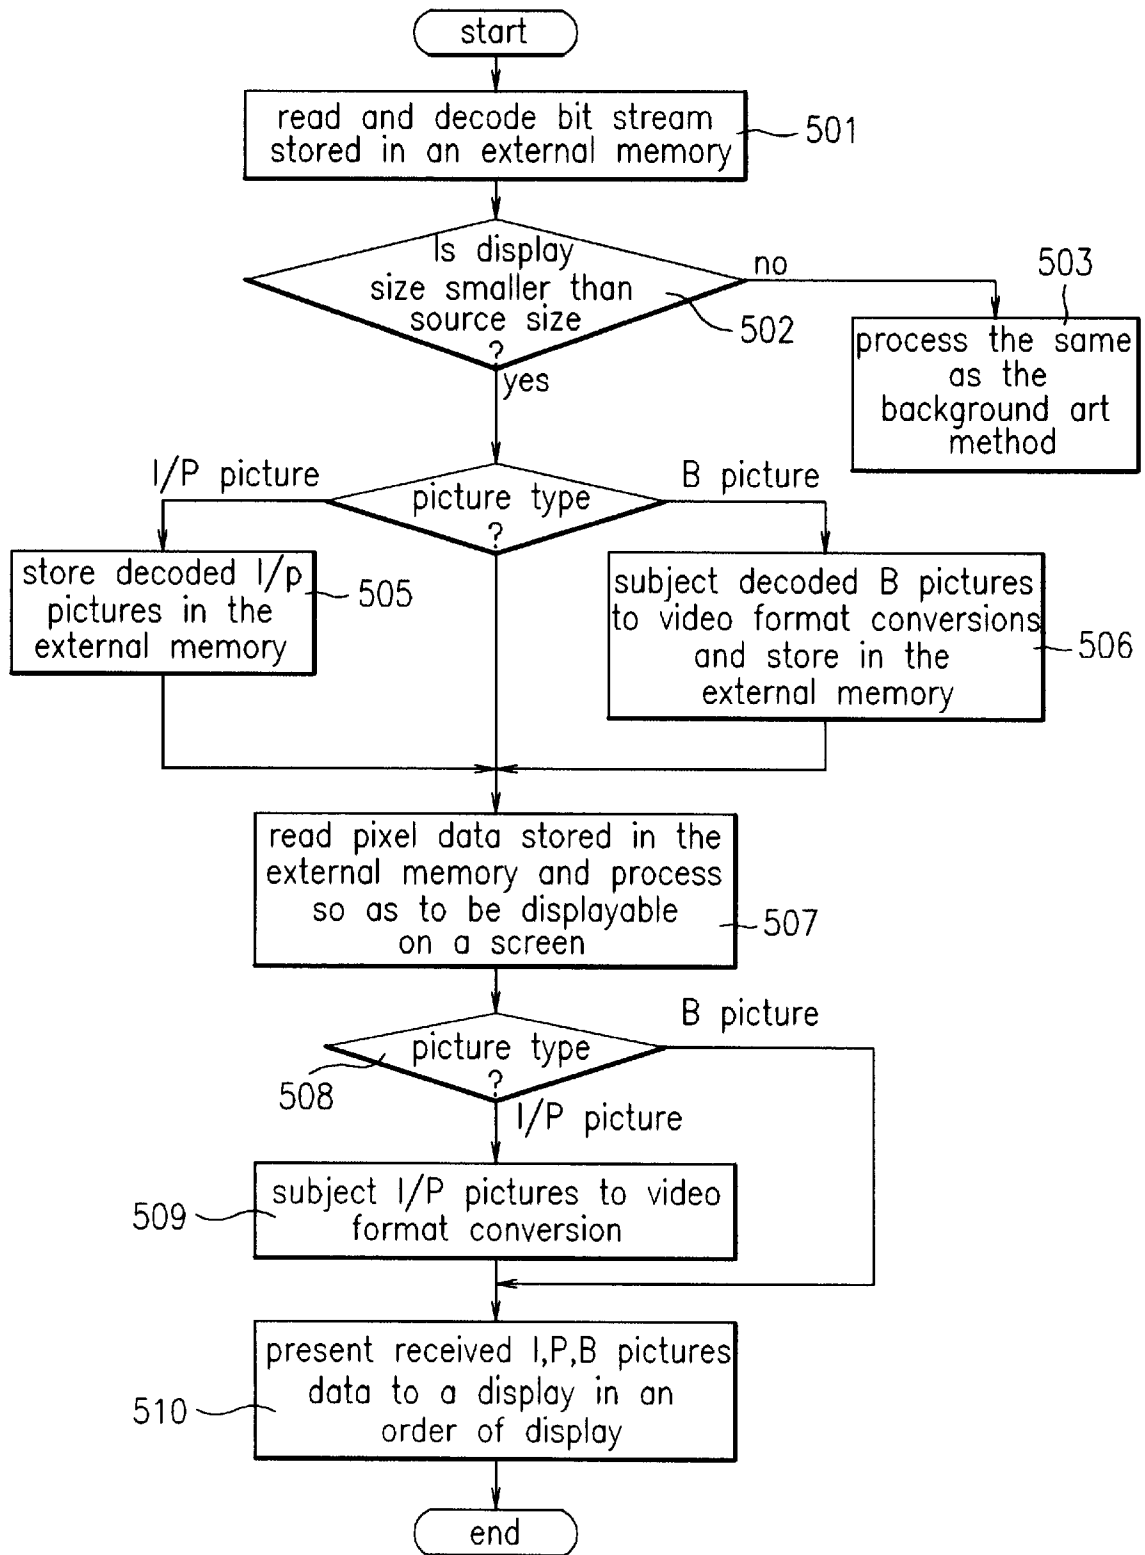 start
read and decode bit stream
stored in an external memory
501
Is display
size smaller than
source size
?
502
no
yes
503
process the same
as the
background art
method
I/P picture
picture type
?
B picture
store decoded I/p
pictures in the
external memory
505
subject decoded B pictures
to video format conversions
and store in the
external memory
506
read pixel data stored in the
external memory and process
so as to be displayable
on a screen
507
picture type
?
508
B picture
I/P picture
subject I/P pictures to video
format conversion
509
present received I,P,B pictures
data to a display in an
order of display
510
end